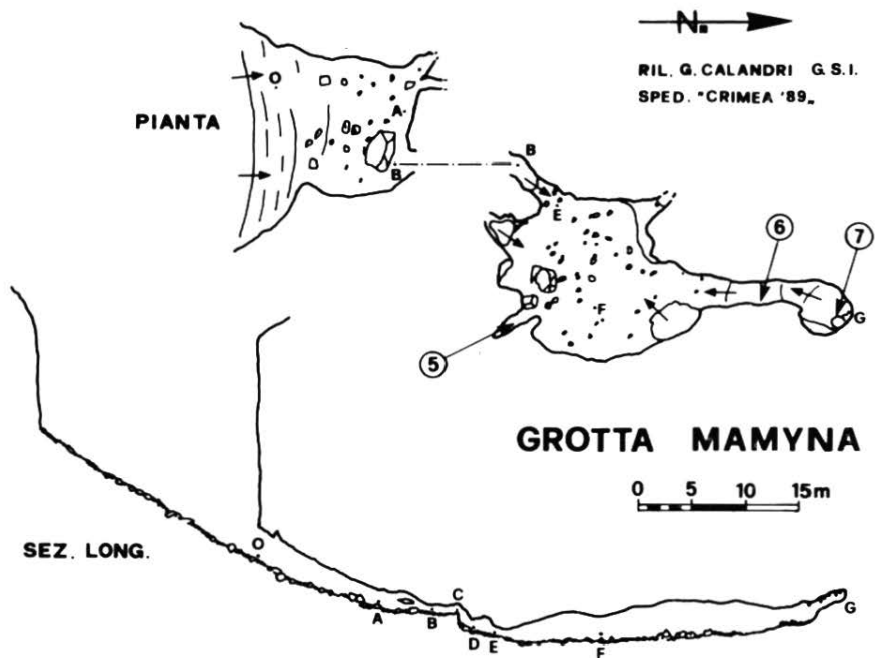 N.
RIL. G. CALANDRI G. S. I.
SPED. "CRIMEA '89„
PIANTA
O
A
B
B
E
F
G
5
6
7
GROTTA MAMYNA
0 5 10 15m
SEZ. LONG.
O
A
B
C
D
E
F
G